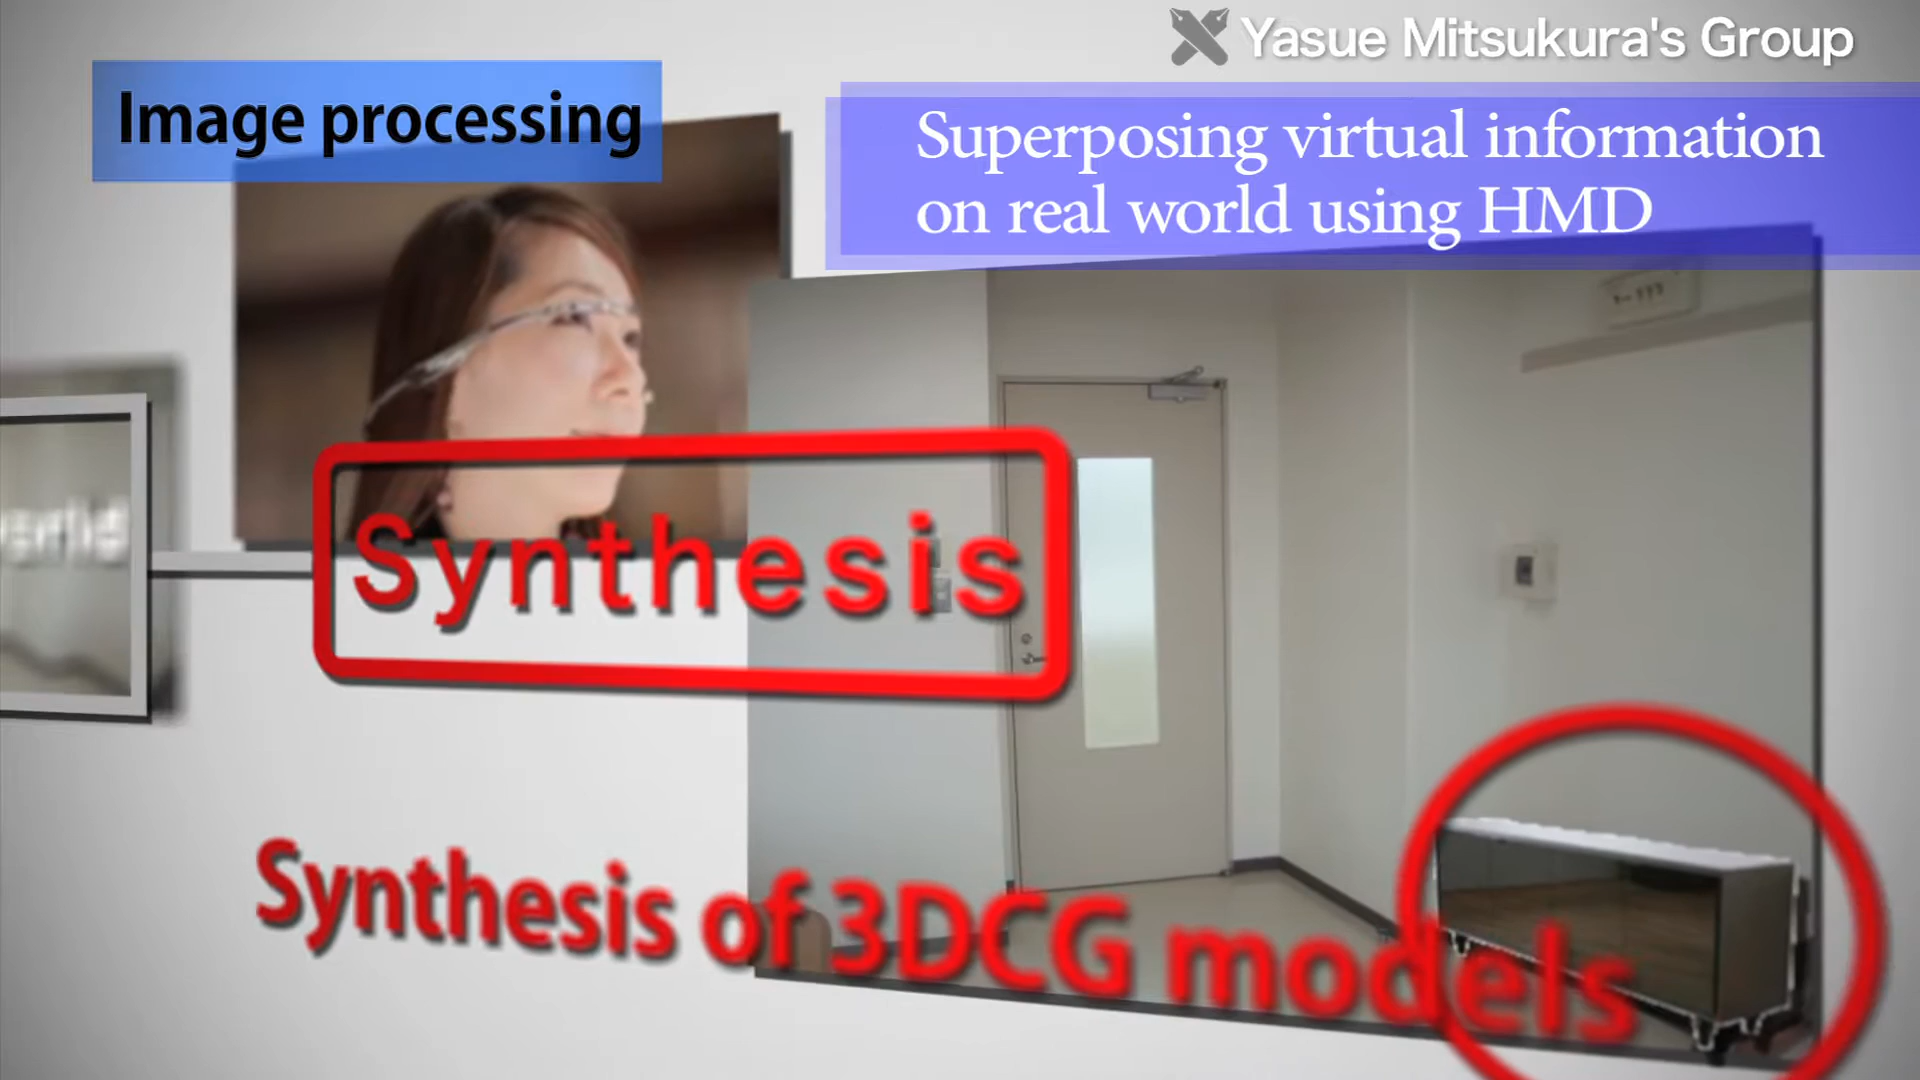 Yasue Mitsukura's Group
Image processing
Superposing virtual information
on real world using HMD
Synthesis
Synthesis of 3DCG models